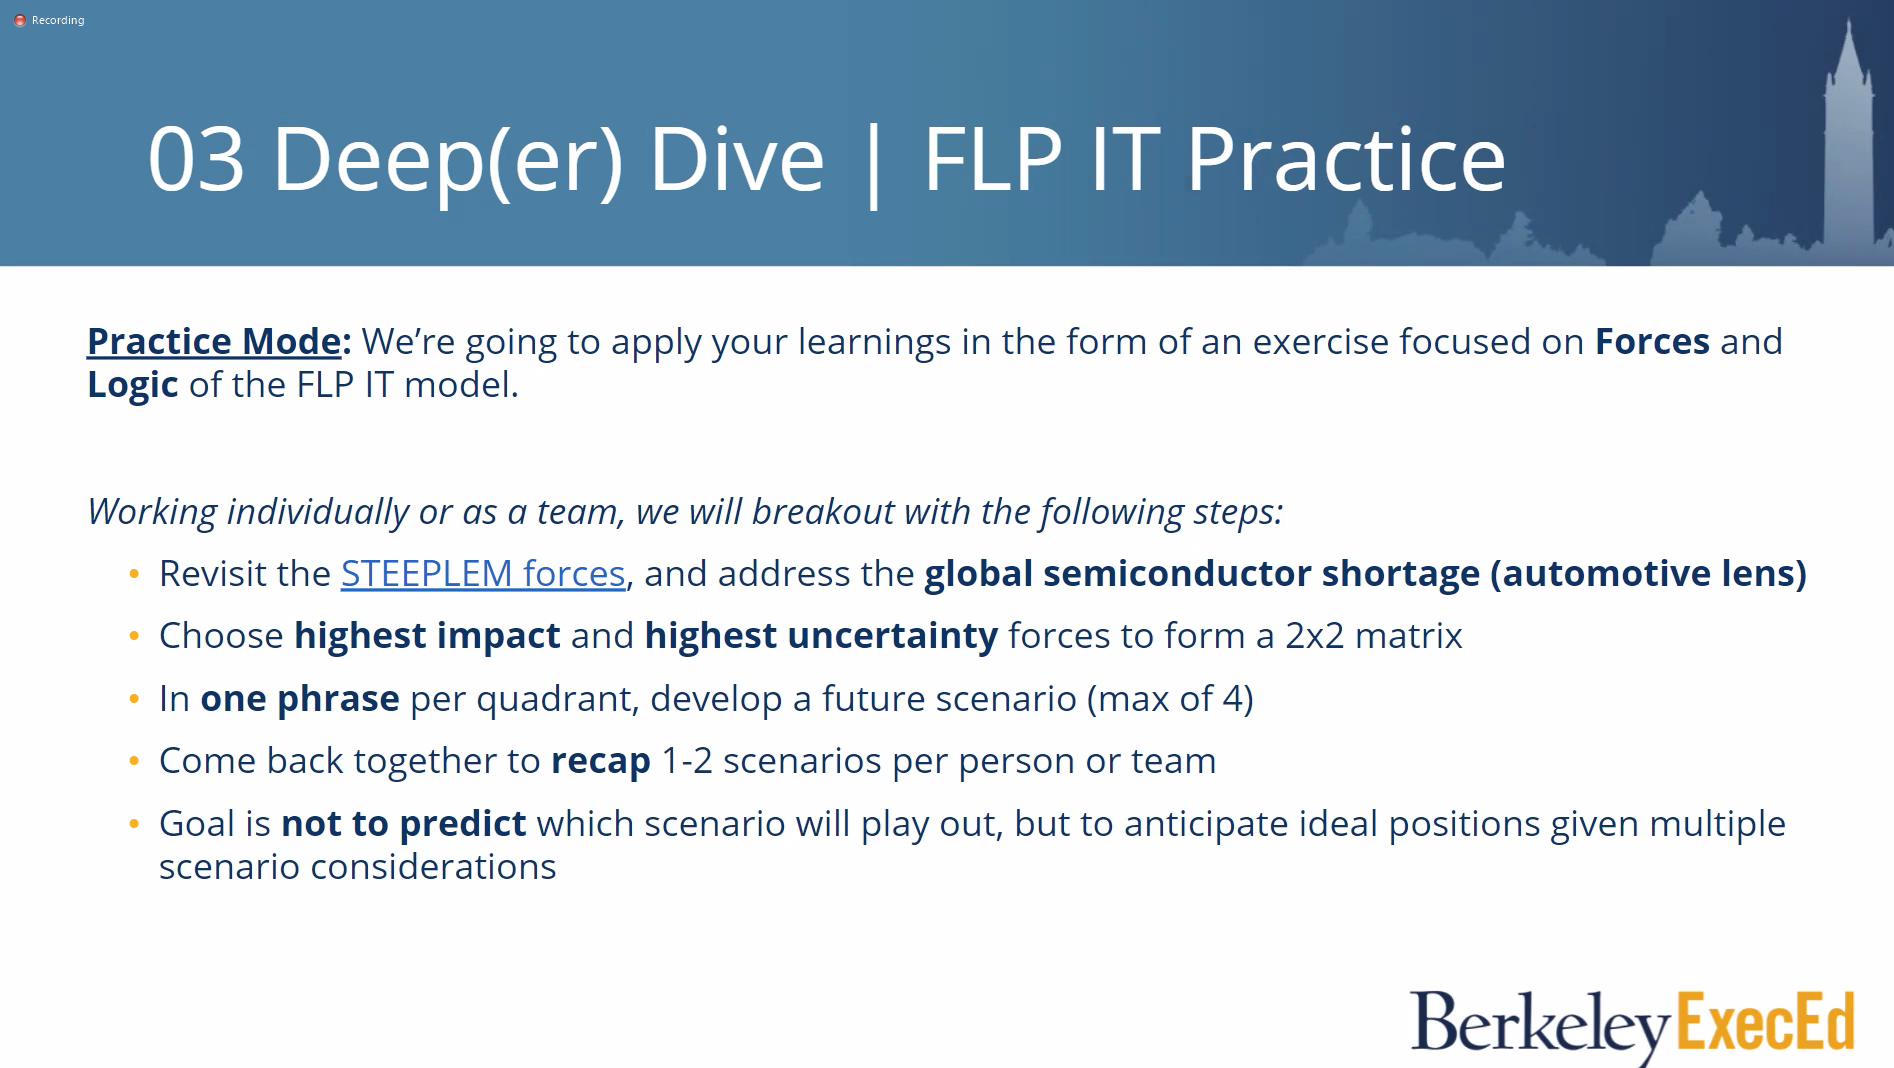 Recording
03 Deep(er) Dive | FLP IT Practice
Practice Mode: We’re going to apply your learnings in the form of an exercise focused on Forces and
Logic of the FLP IT model.
Working individually or as a team, we will breakout with the following steps:
• Revisit the STEEPLEM forces, and address the global semiconductor shortage (automotive lens)
• Choose highest impact and highest uncertainty forces to form a 2x2 matrix
• In one phrase per quadrant, develop a future scenario (max of 4)
• Come back together to recap 1-2 scenarios per person or team
• Goal is not to predict which scenario will play out, but to anticipate ideal positions given multiple
scenario considerations
Berkeley ExecEd